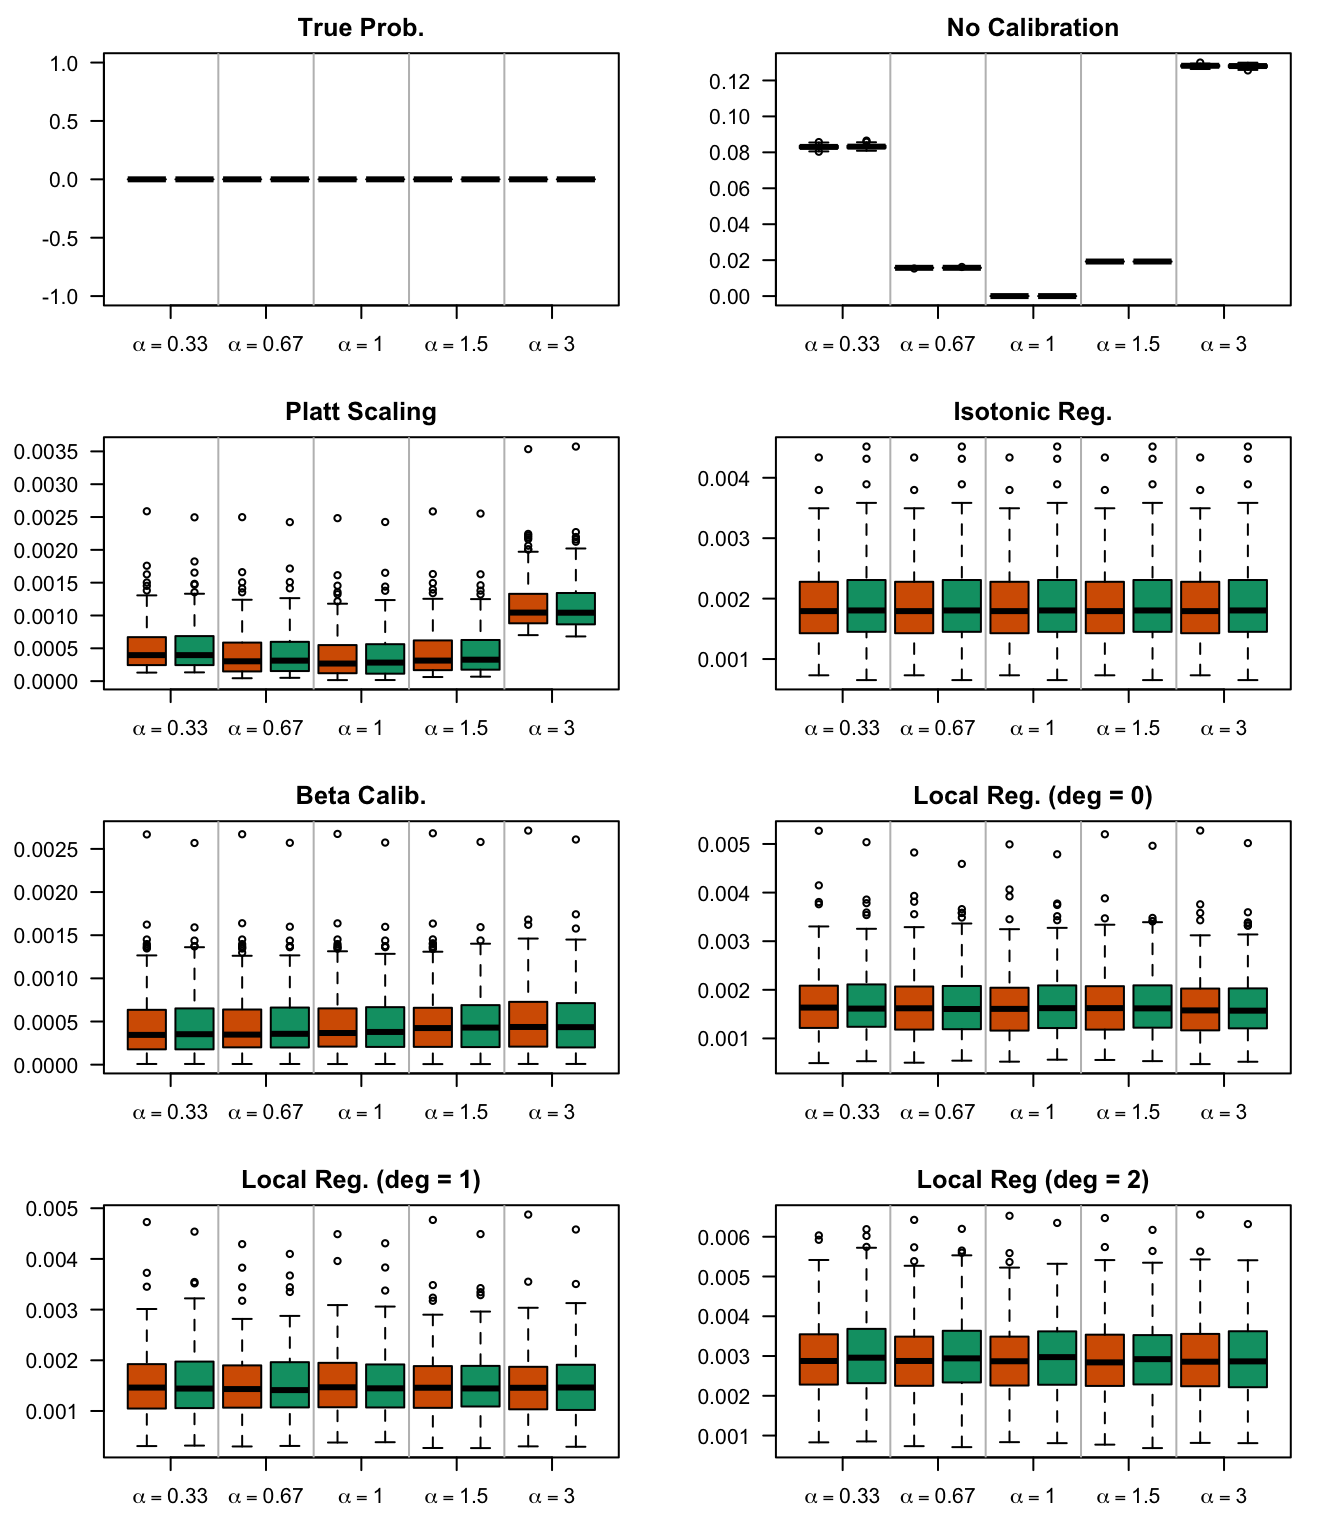 True Prob.
1.0
0.5
0.0
-0.5
-1.0
α = 0.33 α = 0.67 α = 1 α = 1.5 α = 3
No Calibration
0.12
0.10
0.08
0.06
0.04
0.02
0.00
α = 0.33 α = 0.67 α = 1 α = 1.5 α = 3
Platt Scaling
0.0035
0.0030
0.0025
0.0020
0.0015
0.0010
0.0005
0.0000
α = 0.33 α = 0.67 α = 1 α = 1.5 α = 3
Isotonic Reg.
0.004
0.003
0.002
0.001
α = 0.33 α = 0.67 α = 1 α = 1.5 α = 3
Beta Calib.
0.0025
0.0020
0.0015
0.0010
0.0005
0.0000
α = 0.33 α = 0.67 α = 1 α = 1.5 α = 3
Local Reg. (deg = 0)
0.005
0.004
0.003
0.002
0.001
α = 0.33 α = 0.67 α = 1 α = 1.5 α = 3
Local Reg. (deg = 1)
0.005
0.004
0.003
0.002
0.001
α = 0.33 α = 0.67 α = 1 α = 1.5 α = 3
Local Reg (deg = 2)
0.006
0.005
0.004
0.003
0.002
0.001
α = 0.33 α = 0.67 α = 1 α = 1.5 α = 3